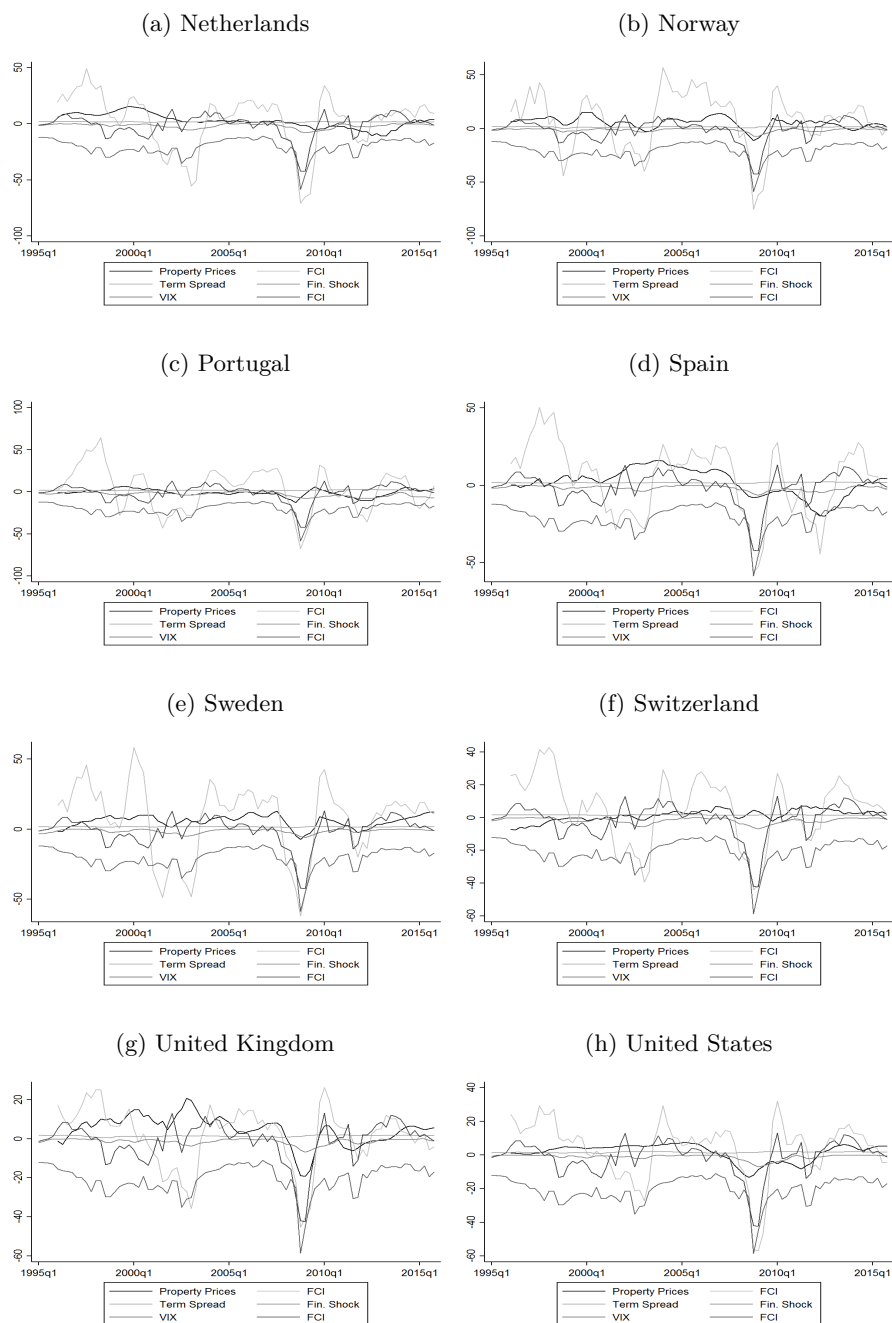 (a) Netherlands
50
0
-50
-100
1995q1 2000q1 2005q1 2010q1 2015q1
Property Prices FCI
Term Spread Fin. Shock
VIX FCI
(b) Norway
50
0
-50
-100
1995q1 2000q1 2005q1 2010q1 2015q1
Property Prices FCI
Term Spread Fin. Shock
VIX FCI
(c) Portugal
100
50
0
-50
-100
1995q1 2000q1 2005q1 2010q1 2015q1
Property Prices FCI
Term Spread Fin. Shock
VIX FCI
(d) Spain
50
0
-50
1995q1 2000q1 2005q1 2010q1 2015q1
Property Prices FCI
Term Spread Fin. Shock
VIX FCI
(e) Sweden
50
0
-50
1995q1 2000q1 2005q1 2010q1 2015q1
Property Prices FCI
Term Spread Fin. Shock
VIX FCI
(f) Switzerland
40
20
0
-20
-40
-60
1995q1 2000q1 2005q1 2010q1 2015q1
Property Prices FCI
Term Spread Fin. Shock
VIX FCI
(g) United Kingdom
20
0
-20
-40
-60
1995q1 2000q1 2005q1 2010q1 2015q1
Property Prices FCI
Term Spread Fin. Shock
VIX FCI
(h) United States
40
20
0
-20
-40
-60
1995q1 2000q1 2005q1 2010q1 2015q1
Property Prices FCI
Term Spread Fin. Shock
VIX FCI